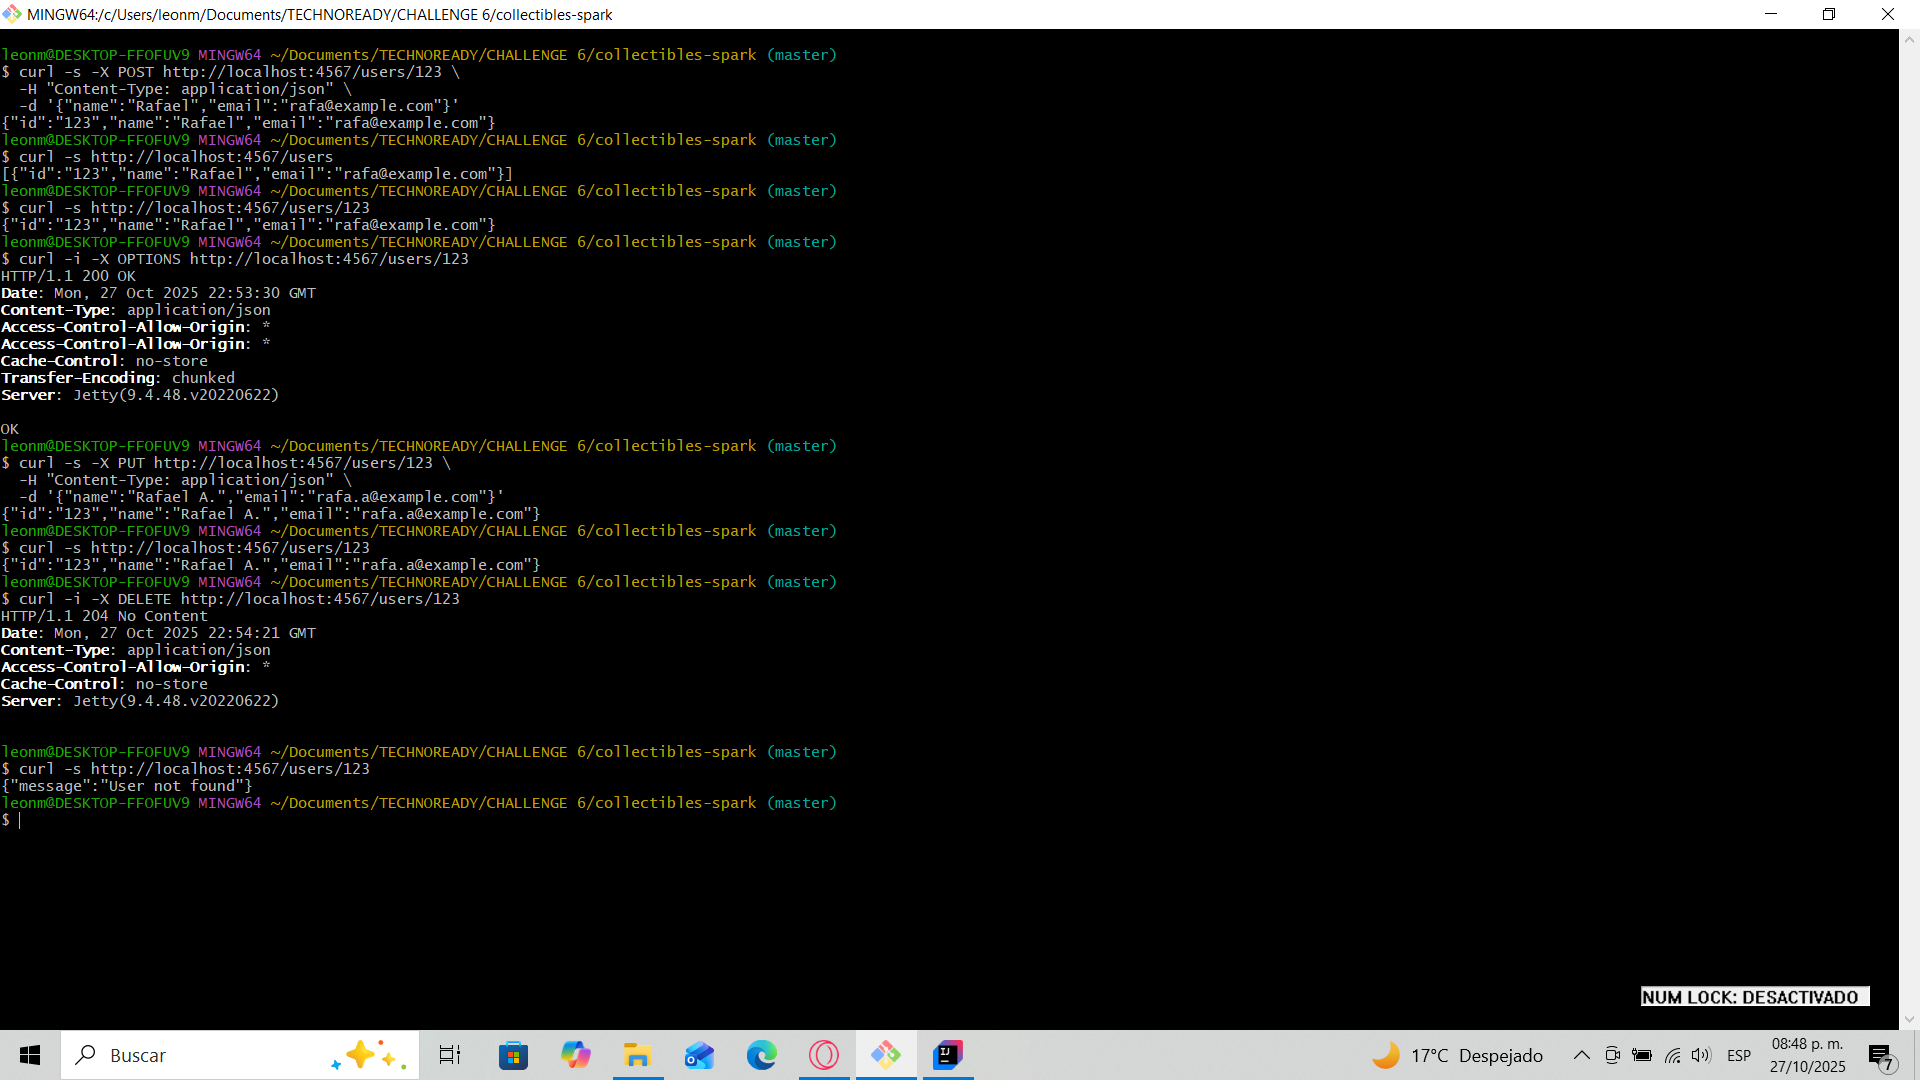 MINGW64:/c/Users/leonm/Documents/TECHNOREADY/CHALLENGE 6/collectibles-spark
leonm@DESKTOP-FFOFUV9 MINGW64 ~/Documents/TECHNOREADY/CHALLENGE 6/collectibles-spark (master)
$ curl -s -X POST http://localhost:4567/users/123 \
-H "Content-Type: application/json" \
-d '{"name":"Rafael","email":"rafa@example.com"}'
{"id":"123","name":"Rafael","email":"rafa@example.com"}
leonm@DESKTOP-FFOFUV9 MINGW64 ~/Documents/TECHNOREADY/CHALLENGE 6/collectibles-spark (master)
$ curl -s http://localhost:4567/users
[{"id":"123","name":"Rafael","email":"rafa@example.com"}]
leonm@DESKTOP-FFOFUV9 MINGW64 ~/Documents/TECHNOREADY/CHALLENGE 6/collectibles-spark (master)
$ curl -s http://localhost:4567/users/123
{"id":"123","name":"Rafael","email":"rafa@example.com"}
leonm@DESKTOP-FFOFUV9 MINGW64 ~/Documents/TECHNOREADY/CHALLENGE 6/collectibles-spark (master)
$ curl -i -X OPTIONS http://localhost:4567/users/123
HTTP/1.1 200 OK
Date: Mon, 27 Oct 2025 22:53:30 GMT
Content-Type: application/json
Access-Control-Allow-Origin: *
Access-Control-Allow-Origin: *
Cache-Control: no-store
Transfer-Encoding: chunked
Server: Jetty(9.4.48.v20220622)
OK
leonm@DESKTOP-FFOFUV9 MINGW64 ~/Documents/TECHNOREADY/CHALLENGE 6/collectibles-spark (master)
$ curl -s -X PUT http://localhost:4567/users/123 \
-H "Content-Type: application/json" \
-d '{"name":"Rafael A.","email":"rafa.a@example.com"}'
{"id":"123","name":"Rafael A.","email":"rafa.a@example.com"}
leonm@DESKTOP-FFOFUV9 MINGW64 ~/Documents/TECHNOREADY/CHALLENGE 6/collectibles-spark (master)
$ curl -s http://localhost:4567/users/123
{"id":"123","name":"Rafael A.","email":"rafa.a@example.com"}
leonm@DESKTOP-FFOFUV9 MINGW64 ~/Documents/TECHNOREADY/CHALLENGE 6/collectibles-spark (master)
$ curl -i -X DELETE http://localhost:4567/users/123
HTTP/1.1 204 No Content
Date: Mon, 27 Oct 2025 22:54:21 GMT
Content-Type: application/json
Access-Control-Allow-Origin: *
Cache-Control: no-store
Server: Jetty(9.4.48.v20220622)
leonm@DESKTOP-FFOFUV9 MINGW64 ~/Documents/TECHNOREADY/CHALLENGE 6/collectibles-spark (master)
$ curl -s http://localhost:4567/users/123
{"message":"User not found"}
leonm@DESKTOP-FFOFUV9 MINGW64 ~/Documents/TECHNOREADY/CHALLENGE 6/collectibles-spark (master)
$
NUM LOCK: DESACTIVADO
Buscar
17°C Despejado
ESP
08:48 p. m.
27/10/2025
7